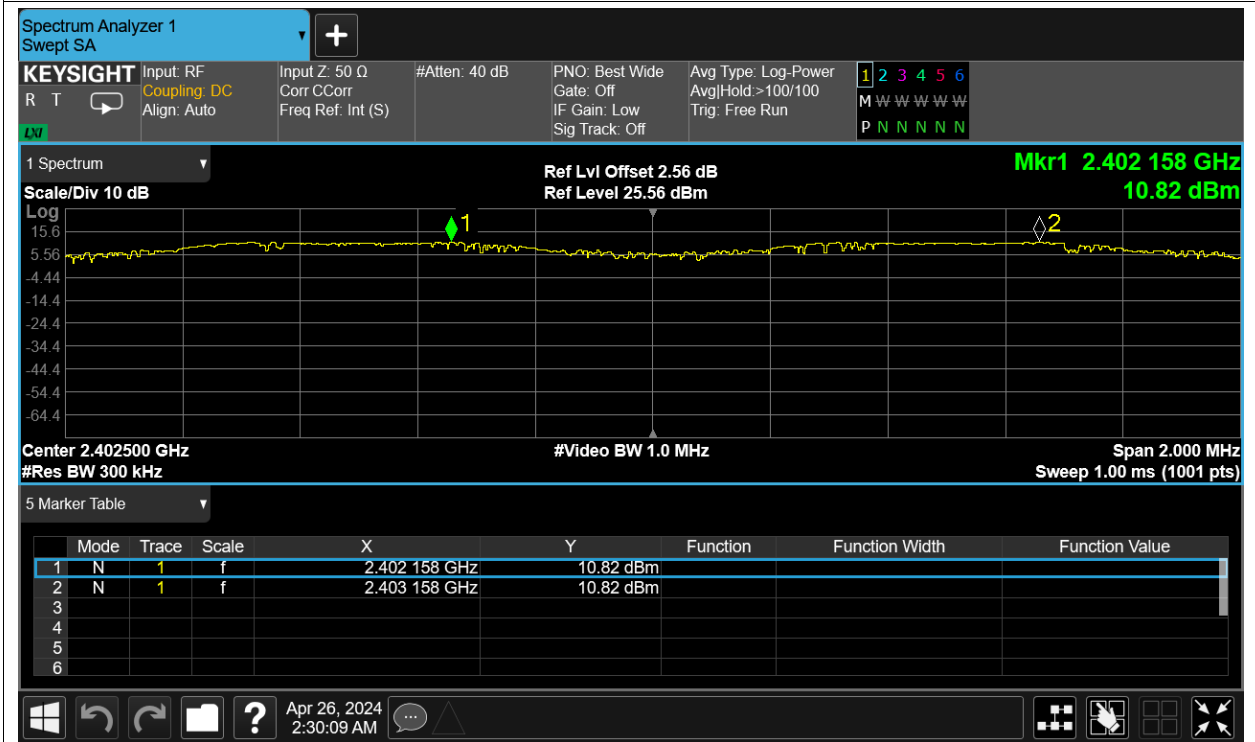 Spectrum Analyzer 1
Swept SA
KEYSIGHT
R T
LXI
Input: RF
Coupling: DC
Align: Auto
Input Z: 50 Ω
Corr CCorr
Freq Ref: Int (S)
#Atten: 40 dB
PNO: Best Wide
Gate: Off
IF Gain: Low
Sig Track: Off
Avg Type: Log-Power
Avg|Hold:>100/100
Trig: Free Run
1 2 3 4 5 6
M W W W W W
P N N N N N
1 Spectrum
Scale/Div 10 dB
Ref Lvl Offset 2.56 dB
Ref Level 25.56 dBm
Mkr1 2.402 158 GHz
10.82 dBm
Log
15.6
5.56
-4.44
-14.4
-24.4
-34.4
-44.4
-54.4
-64.4
1
2
Center 2.402500 GHz
#Res BW 300 kHz
#Video BW 1.0 MHz
Span 2.000 MHz
Sweep 1.00 ms (1001 pts)
5 Marker Table
Mode Trace Scale X Y Function Function Width Function Value
1 N 1 f 2.402 158 GHz 10.82 dBm
2 N 1 f 2.403 158 GHz 10.82 dBm
3
4
5
6
?
Apr 26, 2024
2:30:09 AM